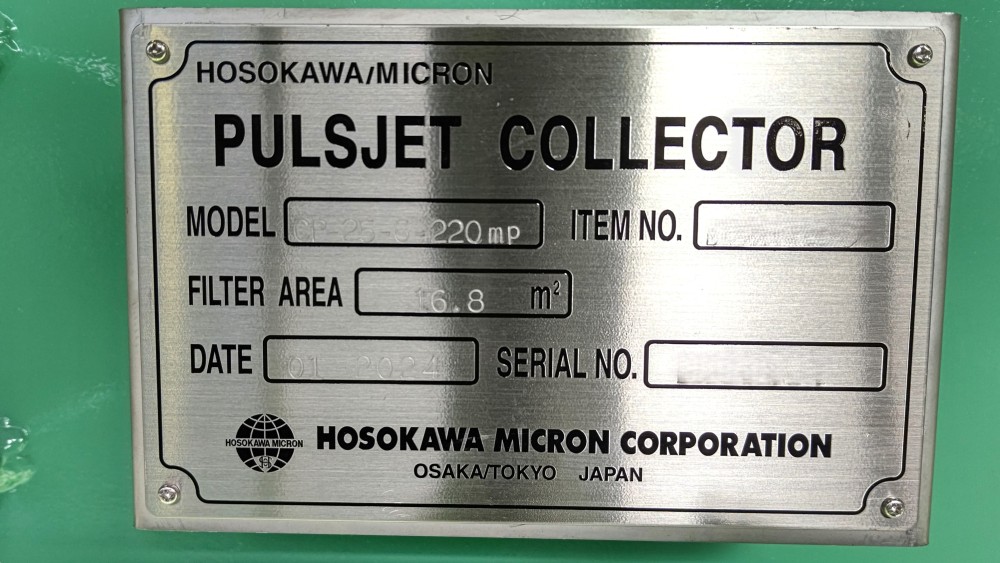 HOSOKAWA/MICRON
PULSJET COLLECTOR
MODEL 220mp ITEM NO.
FILTER AREA 16.8 m²
DATE 01 2024 SERIAL NO.
HOSOKAWA MICRON
HOSOKAWA MICRON CORPORATION
OSAKA/TOKYO JAPAN